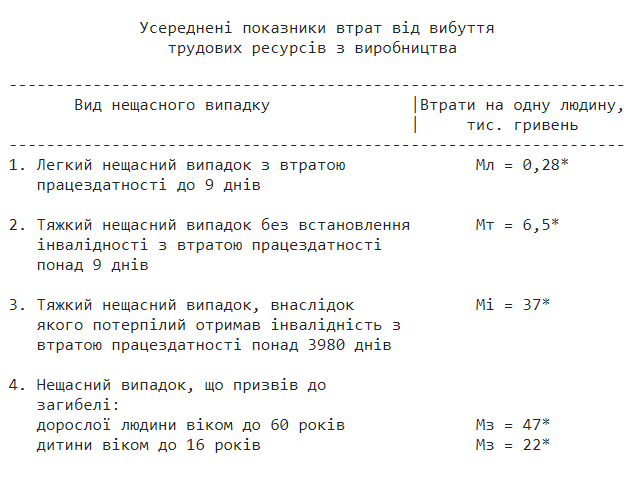 Усереднені показники втрат від вибуття
трудових ресурсів з виробництва
------------------------------------------------------------------
Вид нещасного випадку |Втрати на одну людину,
| тис. гривень
------------------------------------------------------------------
1. Легкий нещасний випадок з втратою Мл = 0,28*
працездатності до 9 днів
2. Тяжкий нещасний випадок без встановлення Мт = 6,5*
інвалідності з втратою працездатності
понад 9 днів
3. Тяжкий нещасний випадок, внаслідок Мі = 37*
якого потерпілий отримав інвалідність з
втратою працездатності понад 3980 днів
4. Нещасний випадок, що призвів до
загибелі:
дорослої людини віком до 60 років Мз = 47*
дитини віком до 16 років Мз = 22*